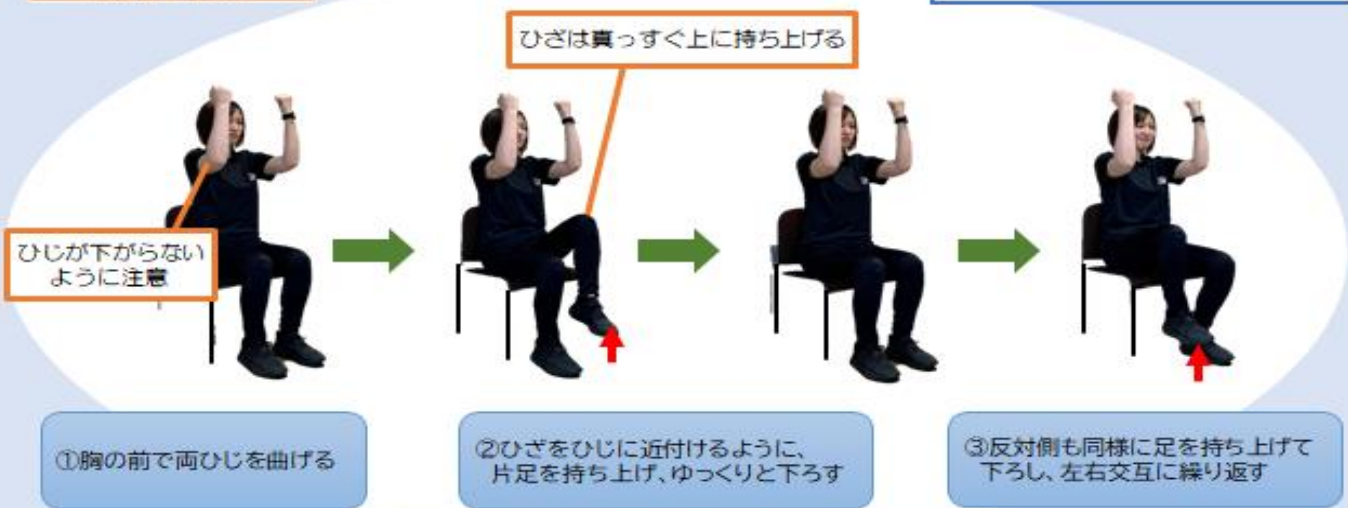 ひざは真っすぐ上に持ち上げる
ひじが下がらない
ように注意
①胸の前で両ひじを曲げる
②ひざをひじに近付けるように、
片足を持ち上げ、ゆっくりと下ろす
③反対側も同様に足を持ち上げて
下ろし、左右交互に繰り返す